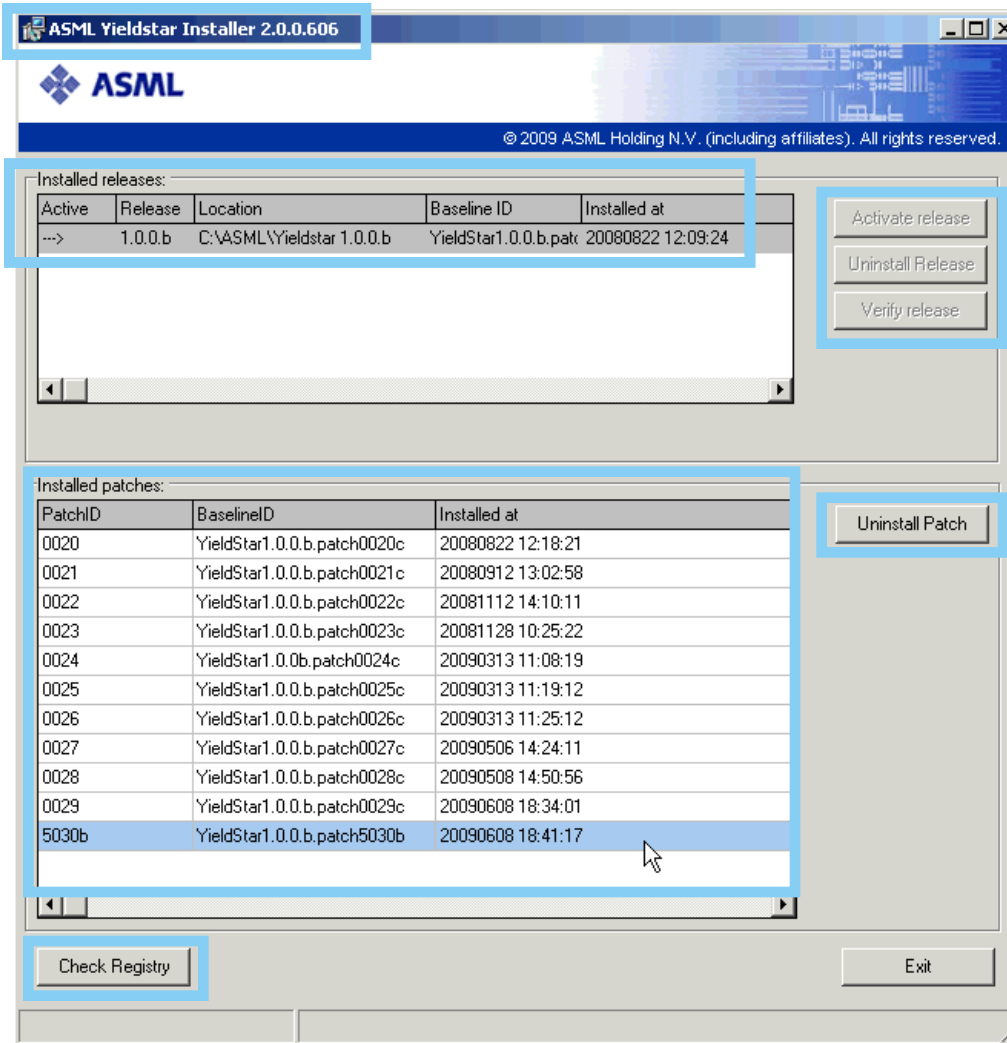 ASML Yieldstar Installer 2.0.0.606
ASML
© 2009 ASML Holding N.V. (including affiliates). All rights reserved.
Installed releases:
Active Release Location Baseline ID Installed at
---> 1.0.0.b C:\ASML\Yieldstar 1.0.0.b YieldStar1.0.0.b.patc 20080822 12:09:24
Activate release
Uninstall Release
Verify release
Installed patches:
PatchID BaselineID Installed at
0020 YieldStar1.0.0.b.patch0020c 20080822 12:18:21
0021 YieldStar1.0.0.b.patch0021c 20080912 13:02:58
0022 YieldStar1.0.0.b.patch0022c 20081112 14:10:11
0023 YieldStar1.0.0.b.patch0023c 20081128 10:25:22
0024 YieldStar1.0.0b.patch0024c 20090313 11:08:19
0025 YieldStar1.0.0.b.patch0025c 20090313 11:19:12
0026 YieldStar1.0.0.b.patch0026c 20090313 11:25:12
0027 YieldStar1.0.0.b.patch0027c 20090506 14:24:11
0028 YieldStar1.0.0.b.patch0028c 20090508 14:50:56
0029 YieldStar1.0.0.b.patch0029c 20090608 18:34:01
5030b YieldStar1.0.0.b.patch5030b 20090608 18:41:17
Uninstall Patch
Check Registry
Exit